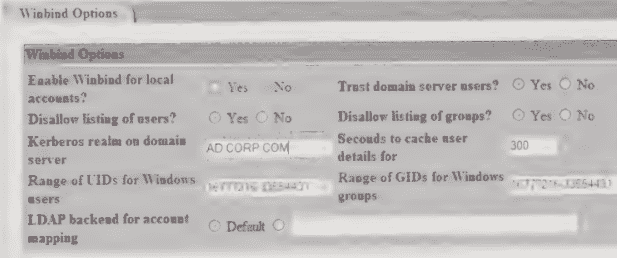 Winbind Options
Winbind Options
Enable Winbind for local accounts? Yes No Trust domain server users? Yes No
Disallow listing of users? Yes No Disallow listing of groups? Yes No
Kerberos realm on domain server AD CORP COM Seconds to cache user details for 300
Range of UIDs for Windows users Range of GIDs for Windows groups
LDAP backend for account mapping Default